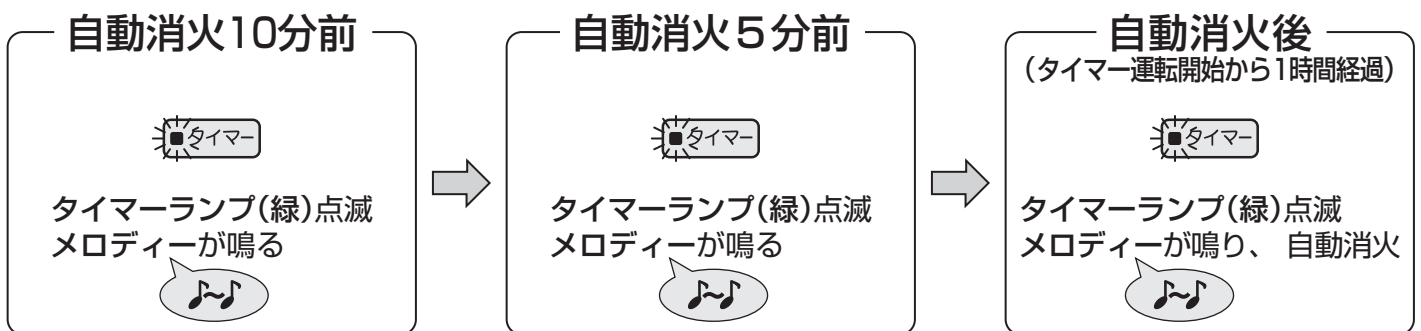 自動消火10分前
タイマー
タイマーランプ(緑)点滅
メロディーが鳴る
自動消火5分前
タイマー
タイマーランプ(緑)点滅
メロディーが鳴る
自動消火後
(タイマー運転開始から1時間経過)
タイマー
タイマーランプ(緑)点滅
メロディーが鳴り、自動消火